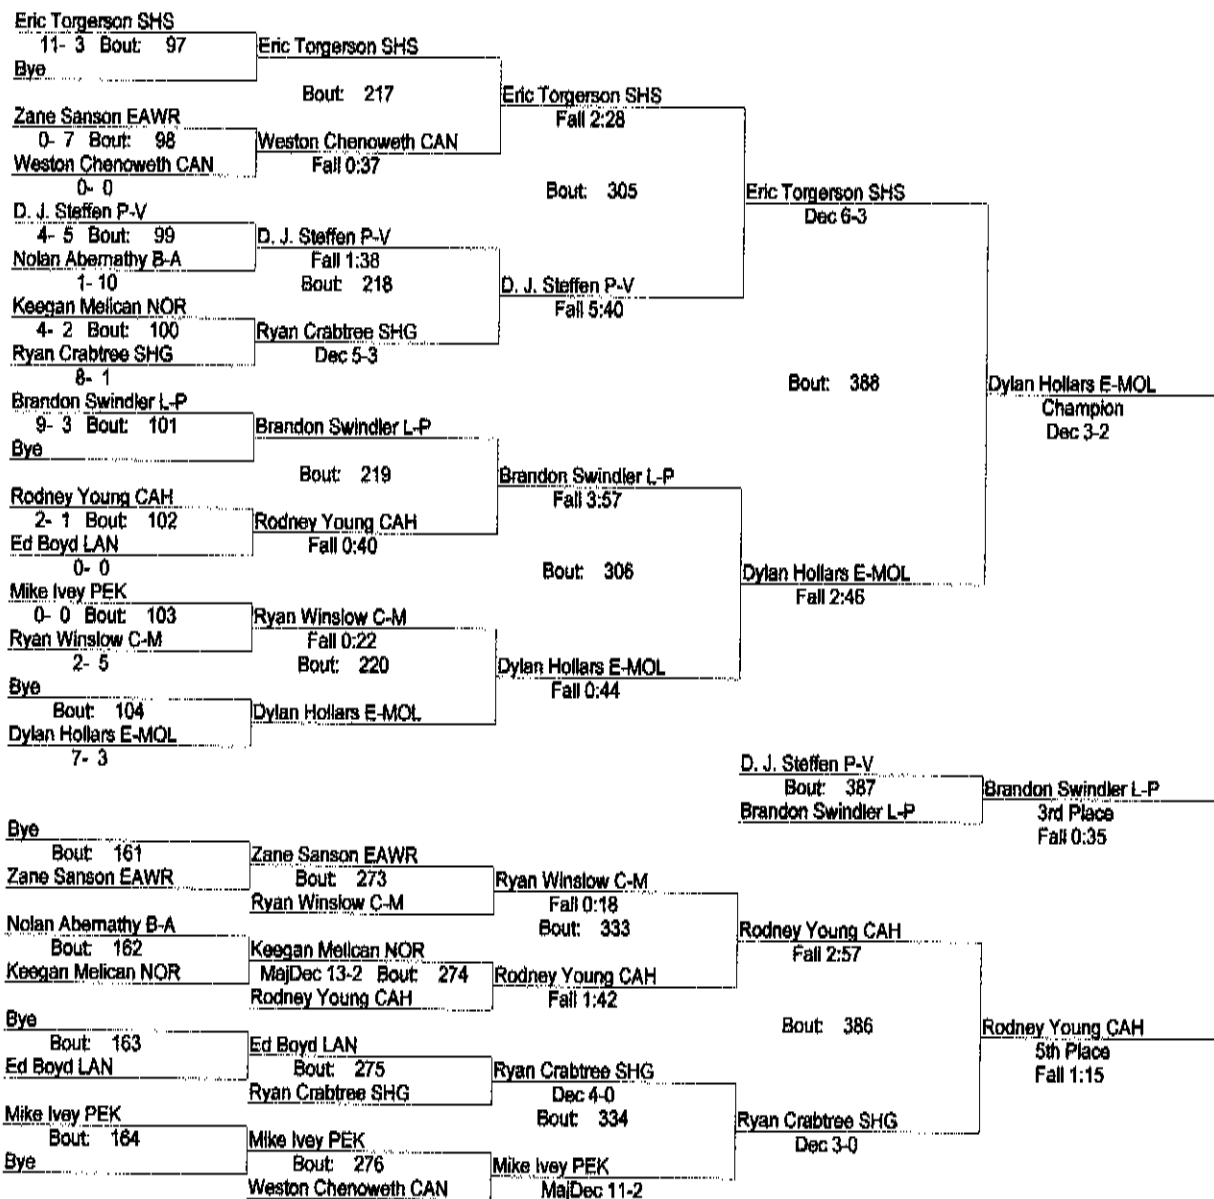 Eric Torgerson SHS
11- 3 Bout: 97
Bye
Eric Torgerson SHS
Bout: 217
Zane Sanson EAWR
0- 7 Bout: 98
Weston Chenoweth CAN
0- 0
Weston Chenoweth CAN
Fall 0:37
Eric Torgerson SHS
Fall 2:28
Bout: 305
D. J. Steffen P-V
4- 5 Bout: 99
Nolan Abernathy B-A
1- 10
D. J. Steffen P-V
Fall 1:38
Bout: 218
Keegan Melican NOR
4- 2 Bout: 100
Ryan Crabtree SHG
8- 1
Ryan Crabtree SHG
Dec 5-3
D. J. Steffen P-V
Fall 5:40
Eric Torgerson SHS
Dec 6-3
Bout: 388
Brandon Swindler L-P
9- 3 Bout: 101
Bye
Brandon Swindler L-P
Bout: 219
Rodney Young CAH
2- 1 Bout: 102
Ed Boyd LAN
0- 0
Rodney Young CAH
Fall 0:40
Brandon Swindler L-P
Fall 3:57
Bout: 306
Mike Ivey PEK
0- 0 Bout: 103
Ryan Winslow C-M
2- 5
Ryan Winslow C-M
Fall 0:22
Bout: 220
Bye
Bout: 104
Dylan Hollars E-MOL
7- 3
Dylan Hollars E-MOL
Dylan Hollars E-MOL
Fall 0:44
Dylan Hollars E-MOL
Fall 2:46
Dylan Hollars E-MOL
Champion
Dec 3-2
D. J. Steffen P-V
Bout: 387
Brandon Swindler L-P
Brandon Swindler L-P
3rd Place
Fall 0:35
Bye
Bout: 161
Zane Sanson EAWR
Zane Sanson EAWR
Bout: 273
Ryan Winslow C-M
Ryan Winslow C-M
Fall 0:18
Bout: 333
Nolan Abernathy B-A
Bout: 162
Keegan Melican NOR
Keegan Melican NOR
MajDec 13-2 Bout: 274
Rodney Young CAH
Rodney Young CAH
Fall 1:42
Rodney Young CAH
Fall 2:57
Bout: 386
Bye
Bout: 163
Ed Boyd LAN
Ed Boyd LAN
Bout: 275
Ryan Crabtree SHG
Ryan Crabtree SHG
Dec 4-0
Bout: 334
Mike Ivey PEK
Bout: 164
Bye
Mike Ivey PEK
Bout: 276
Weston Chenoweth CAN
Mike Ivey PEK
MajDec 11-2
Ryan Crabtree SHG
Dec 3-0
Rodney Young CAH
5th Place
Fall 1:15